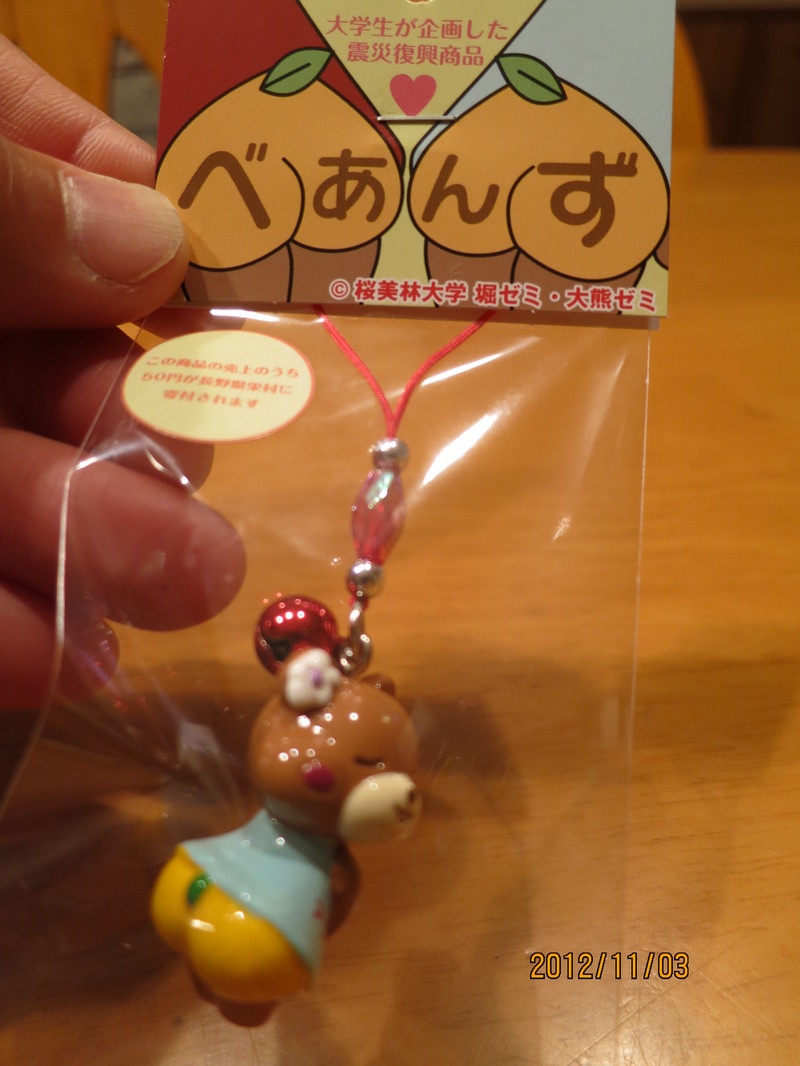 大学生が企画した
震災復興商品
べあんず
©桜美林大学 堀ゼミ・大熊ゼミ
この商品の売上のうち
50円が長野県栄村に
寄付されます
2012/11/03